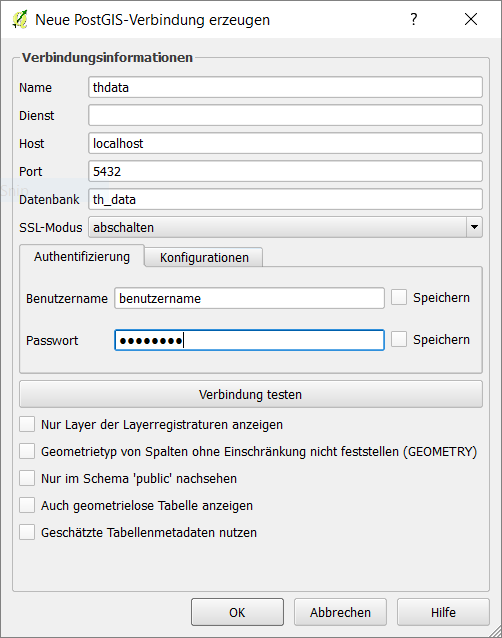 Neue PostGIS-Verbindung erzeugen ?
Verbindungsinformationen
Name thdata
Dienst
Host localhost
Port 5432
Datenbank th_data
SSL-Modus abschalten
Authentifizierung Konfigurationen
Benutzername benutzername Speichern
Passwort ●●●●●●●● Speichern
Verbindung testen
Nur Layer der Layerregistraturen anzeigen
Geometrietyp von Spalten ohne Einschränkung nicht feststellen (GEOMETRY)
Nur im Schema 'public' nachsehen
Auch geometrielose Tabelle anzeigen
Geschätzte Tabellenmetadaten nutzen
OK Abbrechen Hilfe